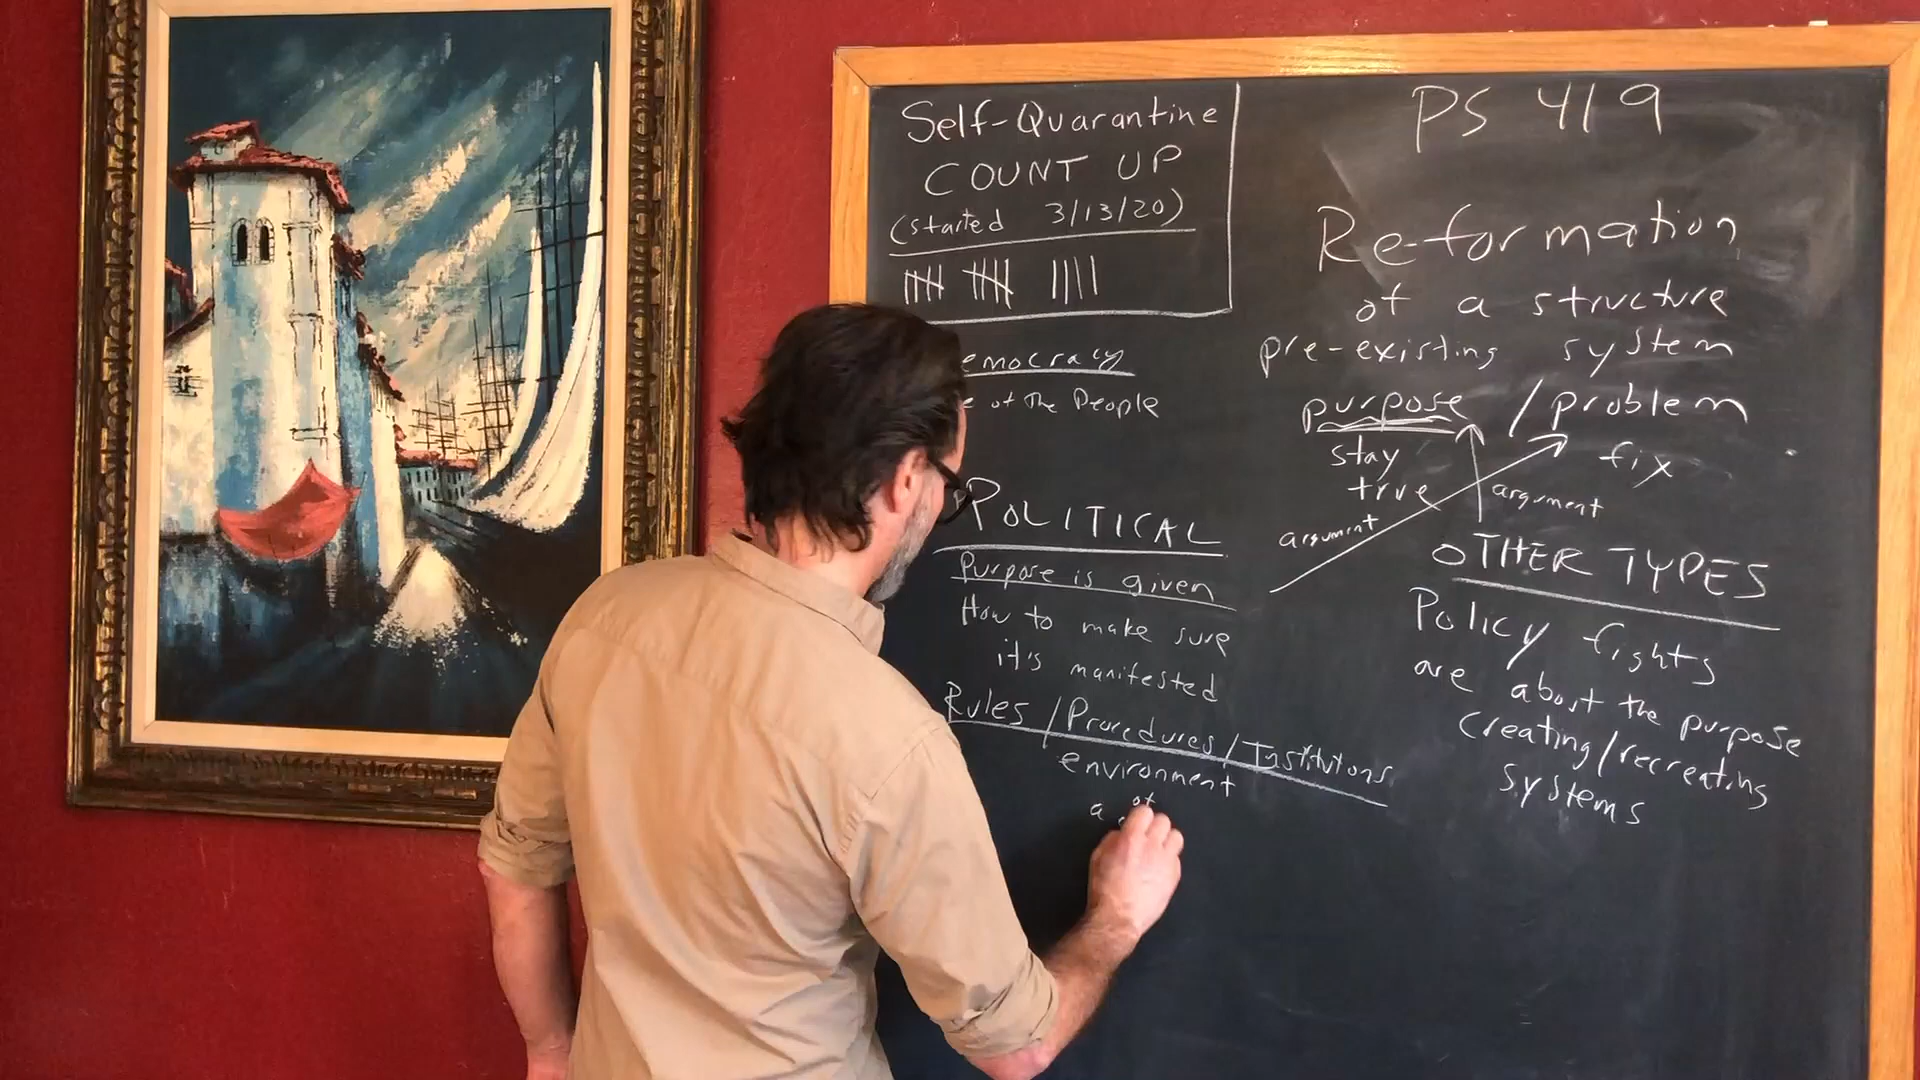 Self-Quarantine
COUNT UP
(started 3/13/20)
emocracy
of the People
POLITICAL
Purpose is given
How to make sure
it's manifested
Rules / Procedures / Institutions
environment
a
PS 419
Re-formation
of a structure
pre-existing system
purpose / problem
stay fix
true
argument
argument
OTHER TYPES
Policy fights
are about the purpose
creating/recreating
systems